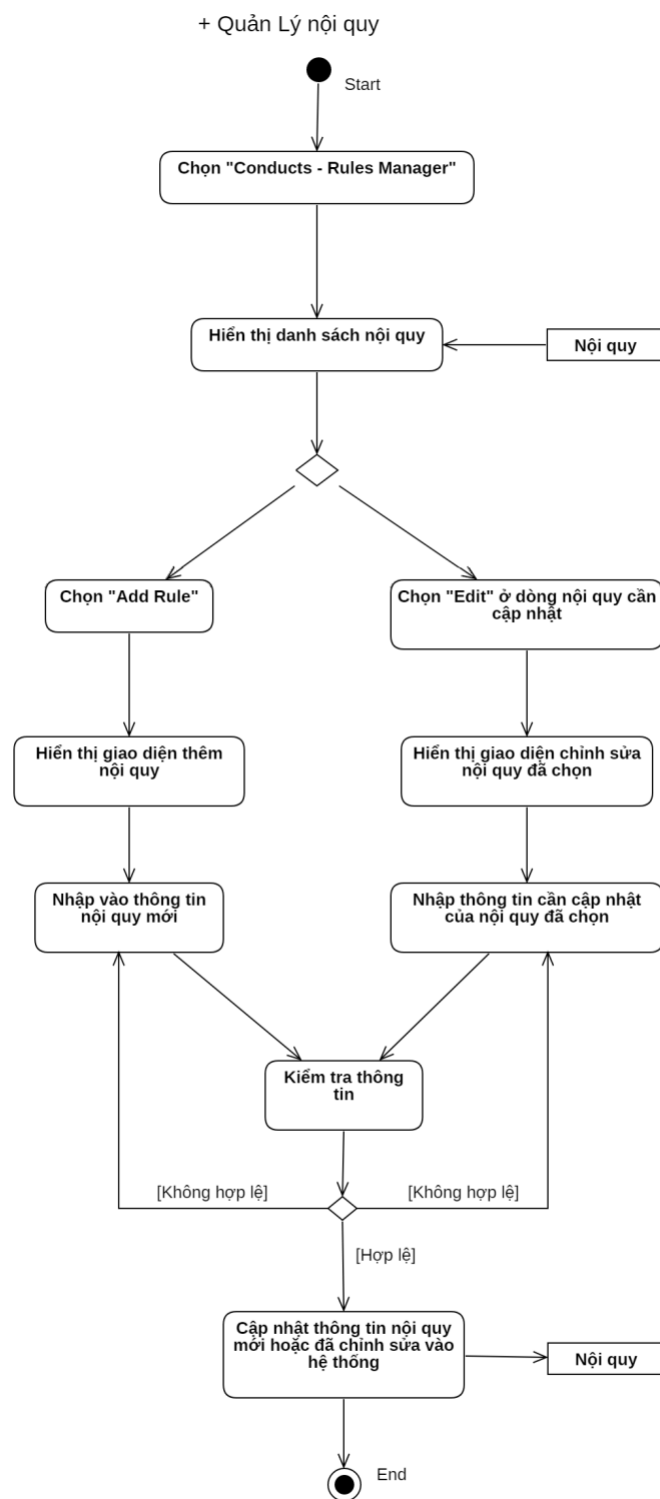 + Quản Lý nội quy
Start
Chọn "Conducts - Rules Manager"
Hiển thị danh sách nội quy
Nội quy
Chọn "Add Rule"
Chọn "Edit" ở dòng nội quy cần
cập nhật
Hiển thị giao diện thêm
nội quy
Hiển thị giao diện chỉnh sửa
nội quy đã chọn
Nhập vào thông tin
nội quy mới
Nhập thông tin cần cập nhật
của nội quy đã chọn
Kiểm tra thông
tin
[Không hợp lệ]
[Không hợp lệ]
[Hợp lệ]
Cập nhật thông tin nội quy
mới hoặc đã chỉnh sửa vào
hệ thống
Nội quy
End